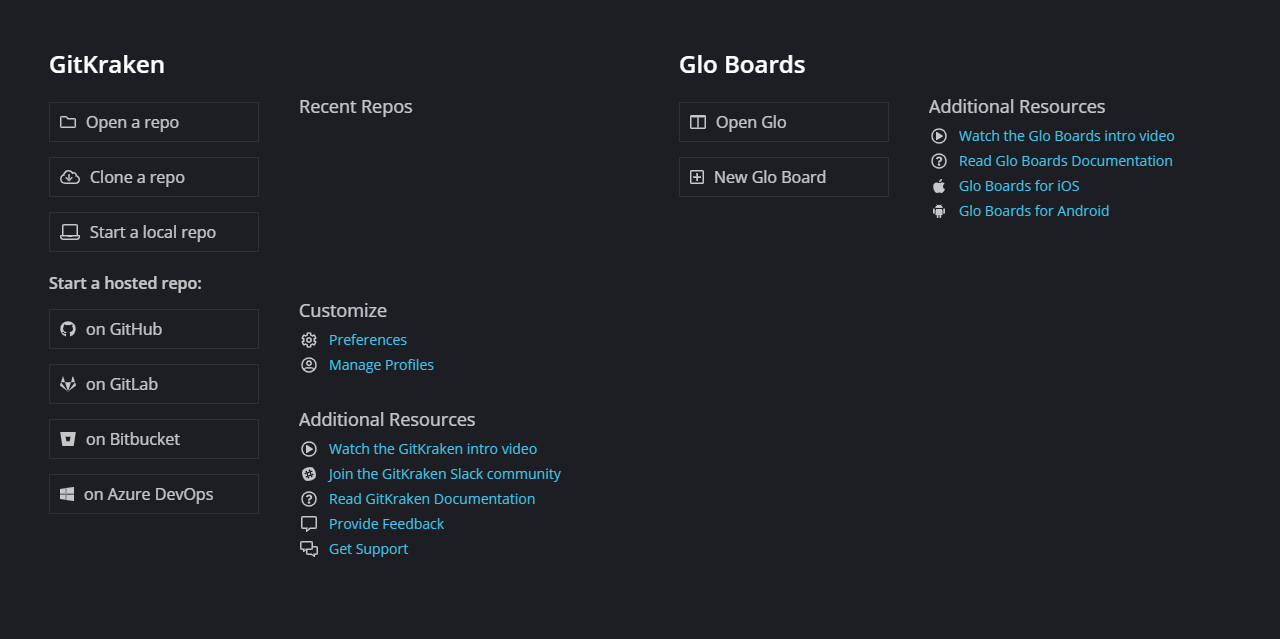 GitKraken
Open a repo
Clone a repo
Start a local repo
Start a hosted repo:
on GitHub
on GitLab
on Bitbucket
on Azure DevOps
Recent Repos
Customize
Preferences
Manage Profiles
Additional Resources
Watch the GitKraken intro video
Join the GitKraken Slack community
Read GitKraken Documentation
Provide Feedback
Get Support
Glo Boards
Open Glo
New Glo Board
Additional Resources
Watch the Glo Boards intro video
Read Glo Boards Documentation
Glo Boards for iOS
Glo Boards for Android